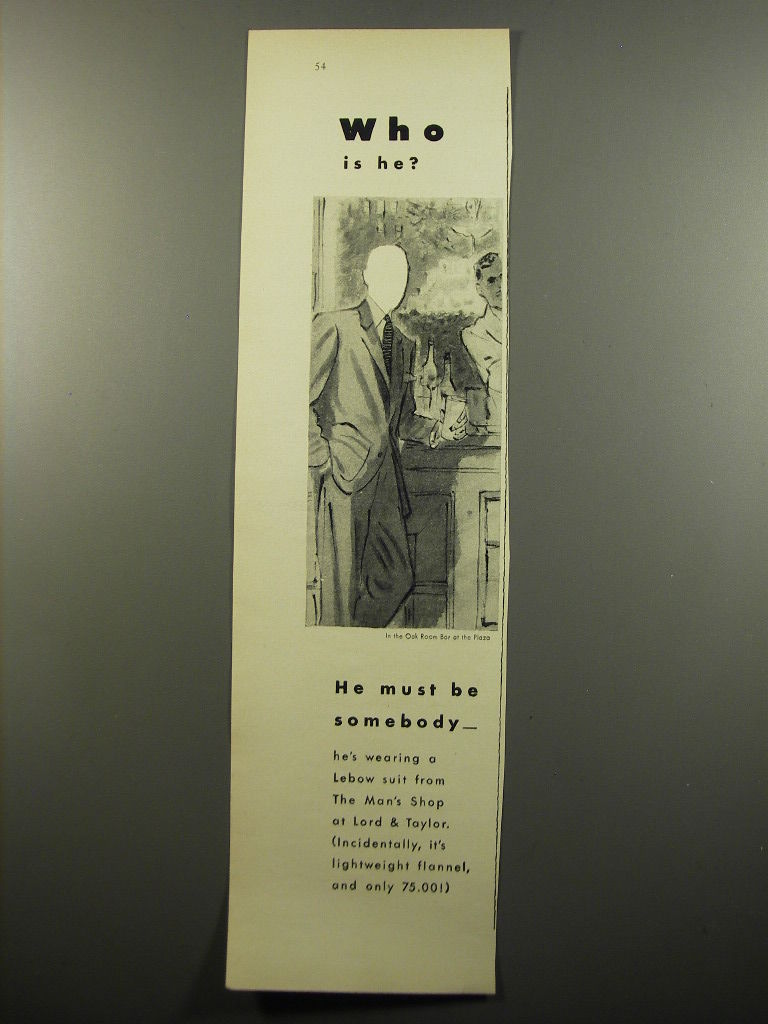 54
Who
is he?
In the Oak Room Bar at the Plaza
He must be
somebody—
he's wearing a
Lebow suit from
The Man's Shop
at Lord & Taylor.
(Incidentally, it's
lightweight flannel,
and only 75.00!)